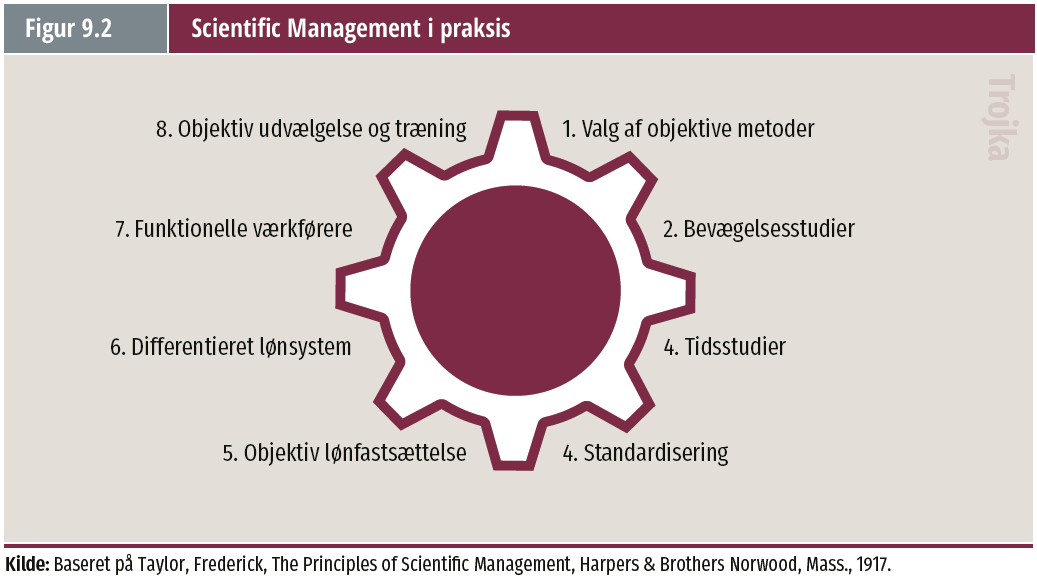 Figur 9.2
Scientific Management i praksis
Trojka
8. Objektiv udvælgelse og træning
1. Valg af objektive metoder
7. Funktionelle værkførere
2. Bevægelsesstudier
6. Differentieret lønsystem
4. Tidsstudier
5. Objektiv lønfastsættelse
4. Standardisering
Kilde: Baseret på Taylor, Frederick, The Principles of Scientific Management, Harpers & Brothers Norwood, Mass., 1917.